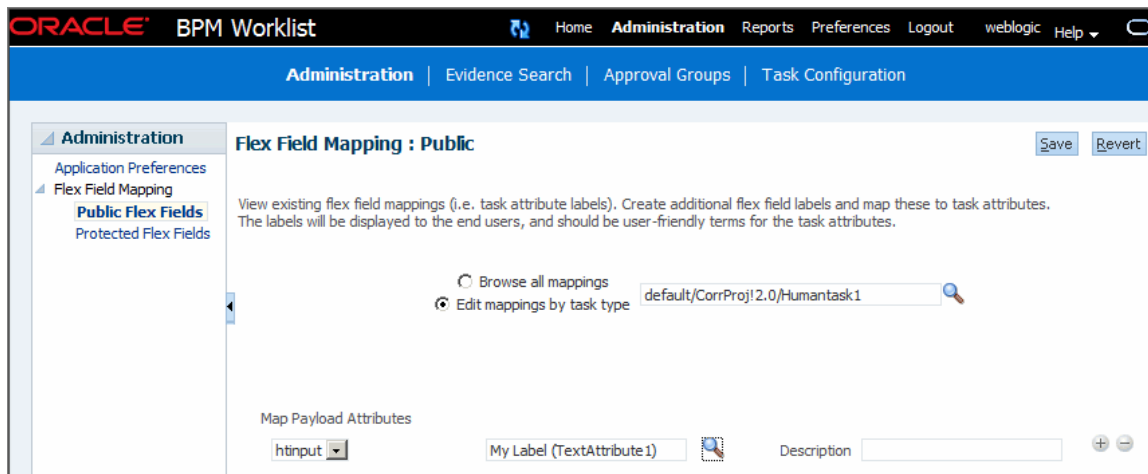 ORACLE BPM Worklist Home Administration Reports Preferences Logout weblogic Help
Administration | Evidence Search | Approval Groups | Task Configuration
Administration
Application Preferences
Flex Field Mapping
Public Flex Fields
Protected Flex Fields
Flex Field Mapping : Public Save Revert
View existing flex field mappings (i.e. task attribute labels). Create additional flex field labels and map these to task attributes.
The labels will be displayed to the end users, and should be user-friendly terms for the task attributes.
Browse all mappings
Edit mappings by task type default/CorrProj!2.0/Humantask1
Map Payload Attributes
htinput My Label (TextAttribute1) Description